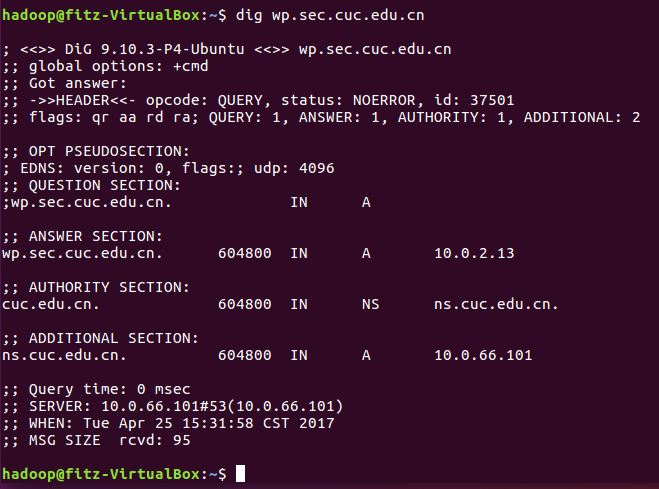 hadoop@fitz-VirtualBox:~$ dig wp.sec.cuc.edu.cn
; <<>> DiG 9.10.3-P4-Ubuntu <<>> wp.sec.cuc.edu.cn
;; global options: +cmd
;; Got answer:
;; ->>HEADER<<- opcode: QUERY, status: NOERROR, id: 37501
;; flags: qr aa rd ra; QUERY: 1, ANSWER: 1, AUTHORITY: 1, ADDITIONAL: 2
;; OPT PSEUDOSECTION:
; EDNS: version: 0, flags:; udp: 4096
;; QUESTION SECTION:
;wp.sec.cuc.edu.cn. IN A
;; ANSWER SECTION:
wp.sec.cuc.edu.cn. 604800 IN A 10.0.2.13
;; AUTHORITY SECTION:
cuc.edu.cn. 604800 IN NS ns.cuc.edu.cn.
;; ADDITIONAL SECTION:
ns.cuc.edu.cn. 604800 IN A 10.0.66.101
;; Query time: 0 msec
;; SERVER: 10.0.66.101#53(10.0.66.101)
;; WHEN: Tue Apr 25 15:31:58 CST 2017
;; MSG SIZE rcvd: 95
hadoop@fitz-VirtualBox:~$